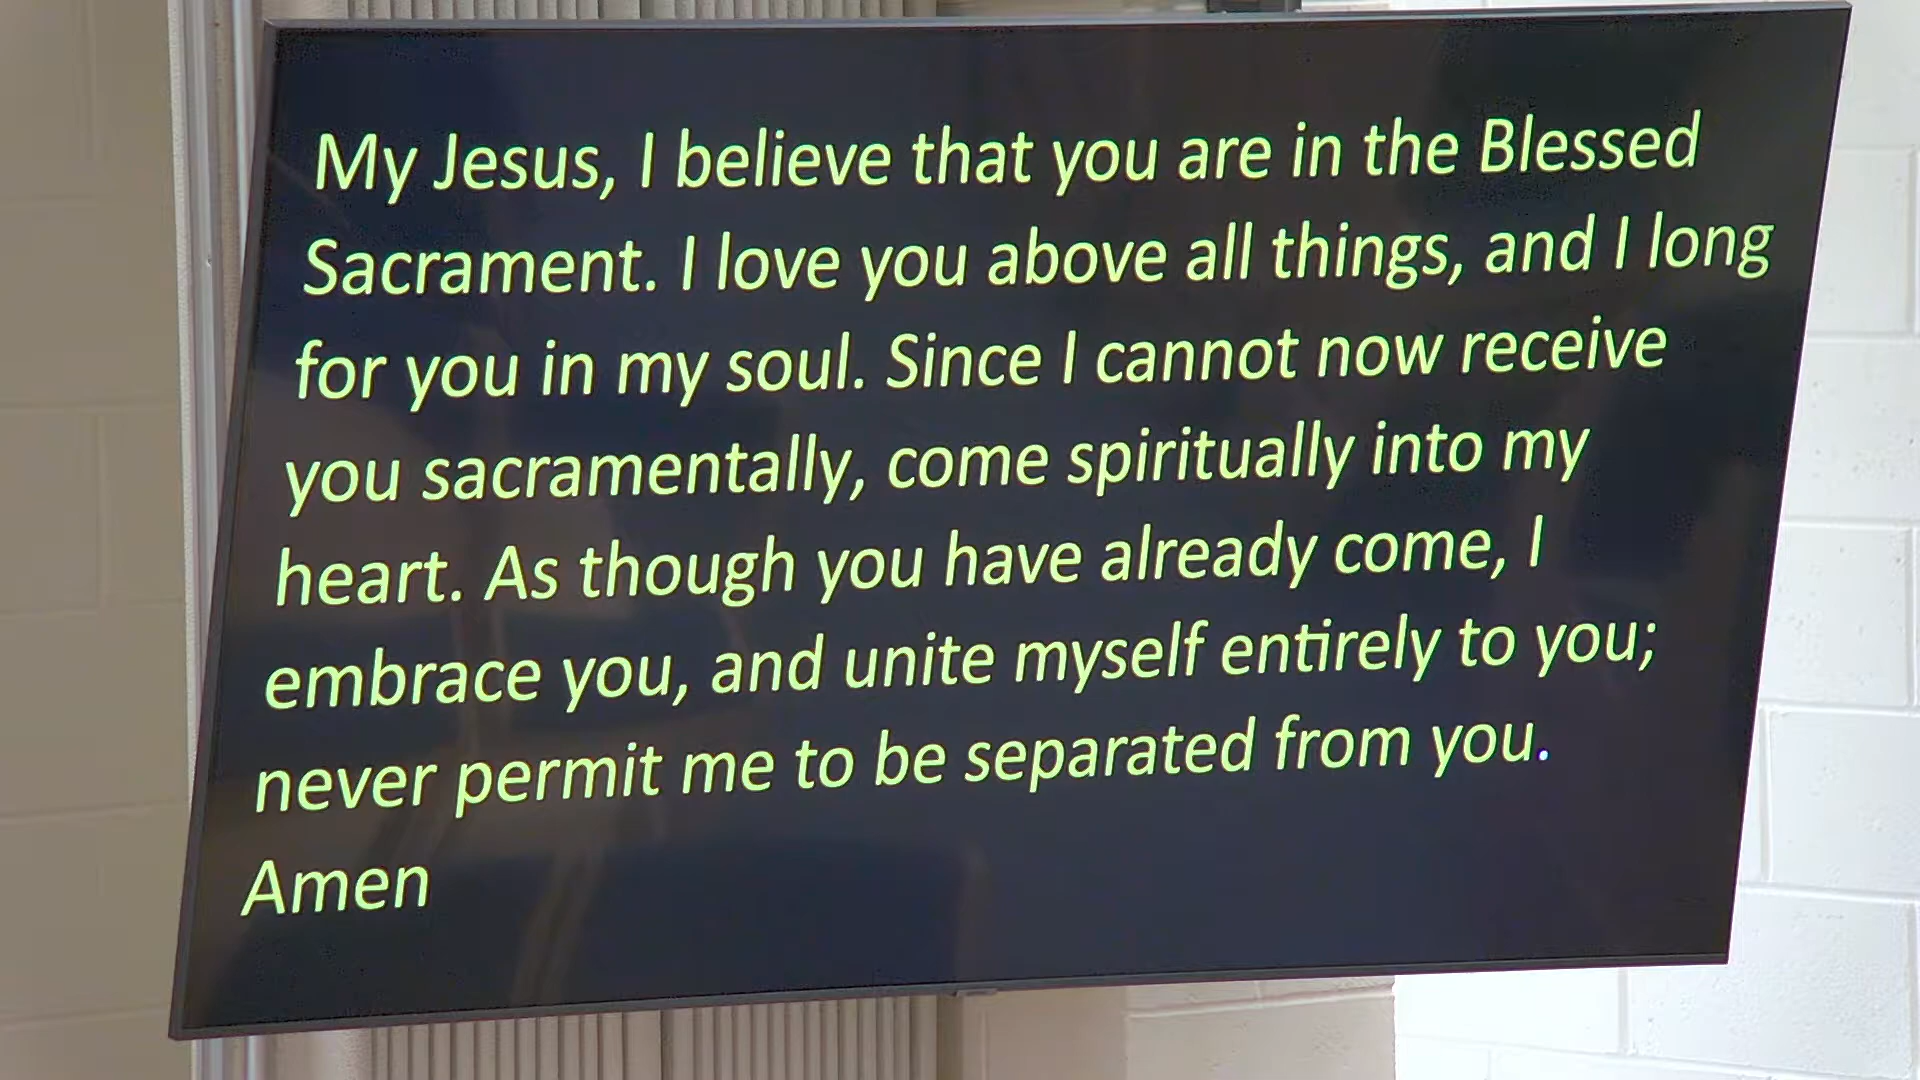 My Jesus, I believe that you are in the Blessed
Sacrament. I love you above all things, and I long
for you in my soul. Since I cannot now receive
you sacramentally, come spiritually into my
heart. As though you have already come, I
embrace you, and unite myself entirely to you;
never permit me to be separated from you.
Amen